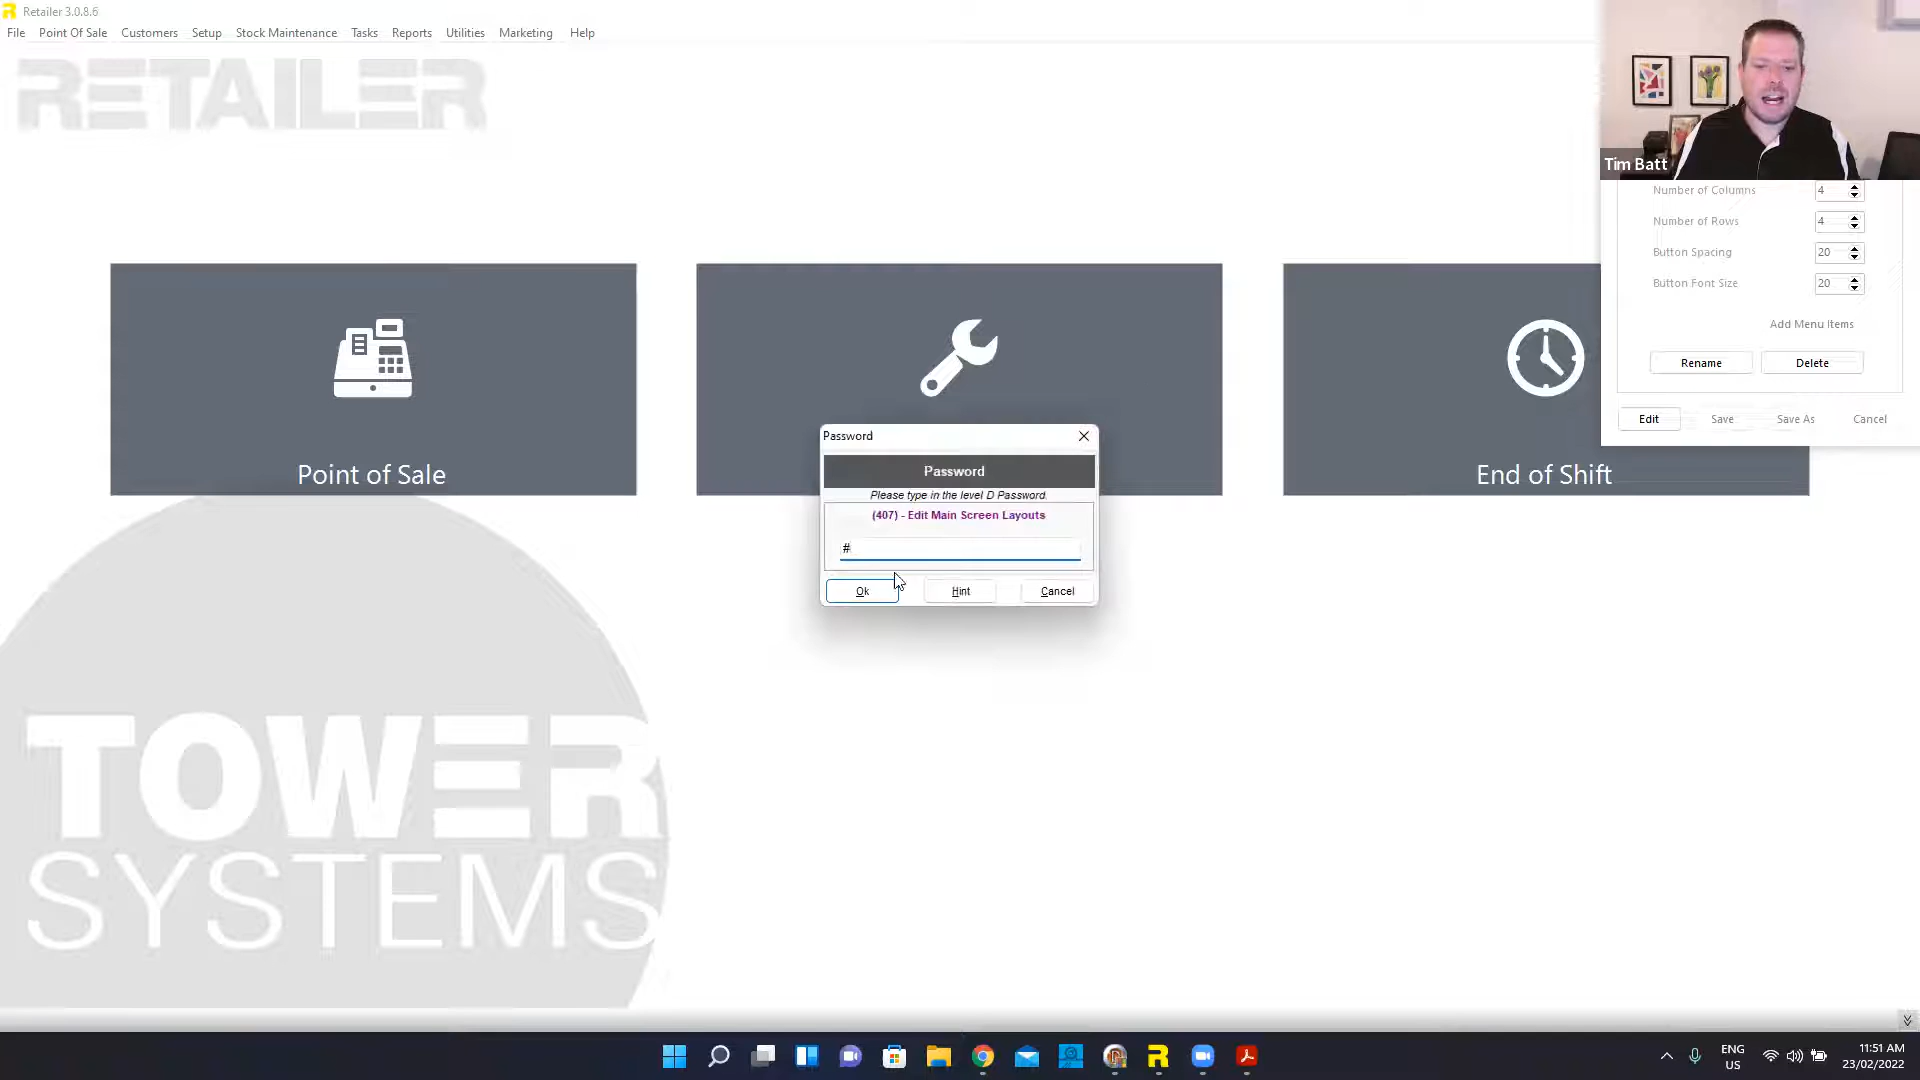 Retailer 3.0.8.6
File Point Of Sale Customers Setup Stock Maintenance Tasks Reports Utilities Marketing Help
RETAILER
Tim Batt
Number of Columns 4
Number of Rows 4
Button Spacing 20
Button Font Size 20
Add Menu Items
Rename Delete
Edit Save Save As Cancel
Point of Sale
End of Shift
Password
Password
Please type in the level D Password.
(407) - Edit Main Screen Layouts
#
Ok Hint Cancel
TOWER
SYSTEMS
ENG
US
11:51 AM
23/02/2022